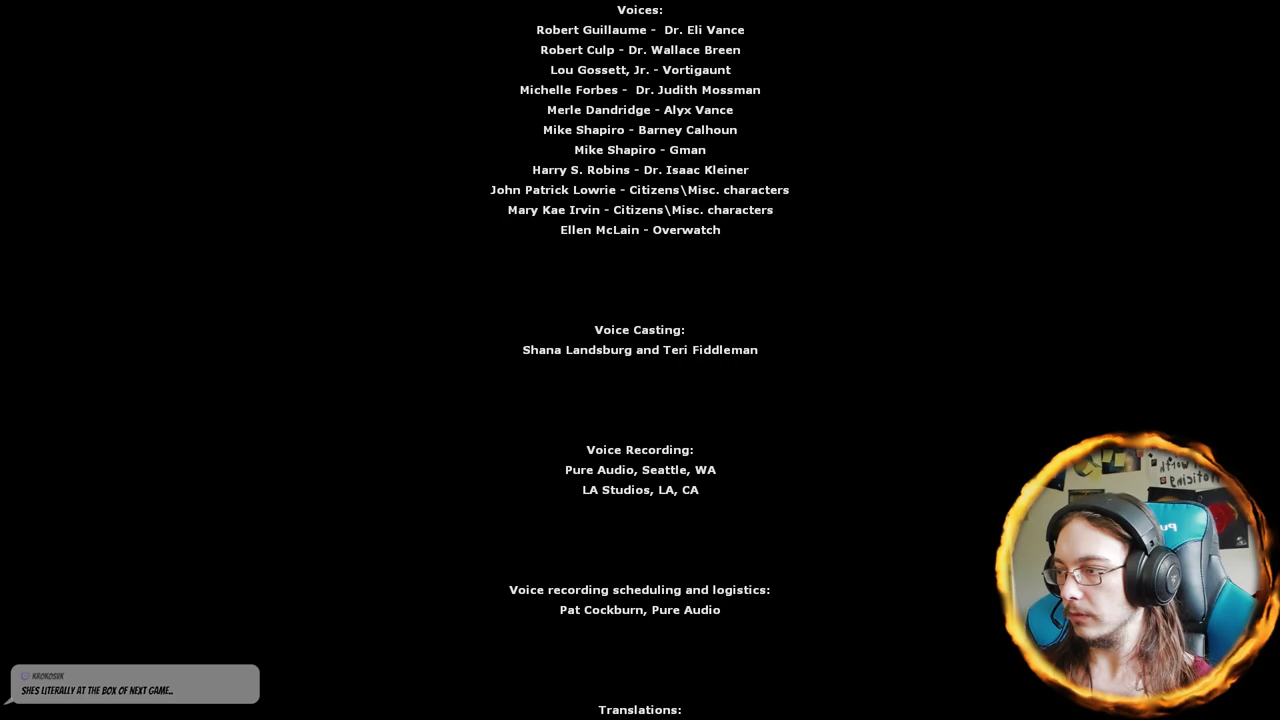 Voices:
Robert Guillaume - Dr. Eli Vance
Robert Culp - Dr. Wallace Breen
Lou Gossett, Jr. - Vortigaunt
Michelle Forbes - Dr. Judith Mossman
Merle Dandridge - Alyx Vance
Mike Shapiro - Barney Calhoun
Mike Shapiro - Gman
Harry S. Robins - Dr. Isaac Kleiner
John Patrick Lowrie - Citizens\Misc. characters
Mary Kae Irvin - Citizens\Misc. characters
Ellen McLain - Overwatch
Voice Casting:
Shana Landsburg and Teri Fiddleman
Voice Recording:
Pure Audio, Seattle, WA
LA Studios, LA, CA
Voice recording scheduling and logistics:
Pat Cockburn, Pure Audio
Translations:
SHES LITERALLY AT THE BOX OF NEXT GAME..